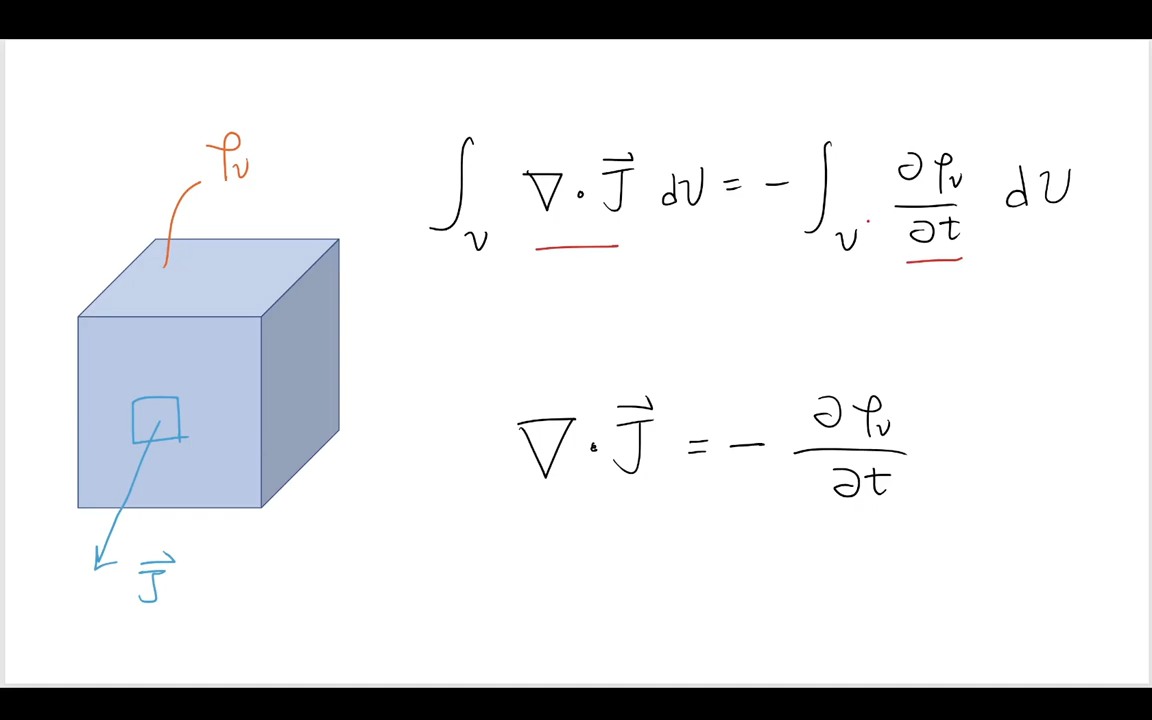 ρᵥ
∫ᵥ ∇ · J⃗ dv = − ∫ᵥ ∂ρᵥ/∂t dv
∇ · J⃗ = − ∂ρᵥ/∂t
J⃗